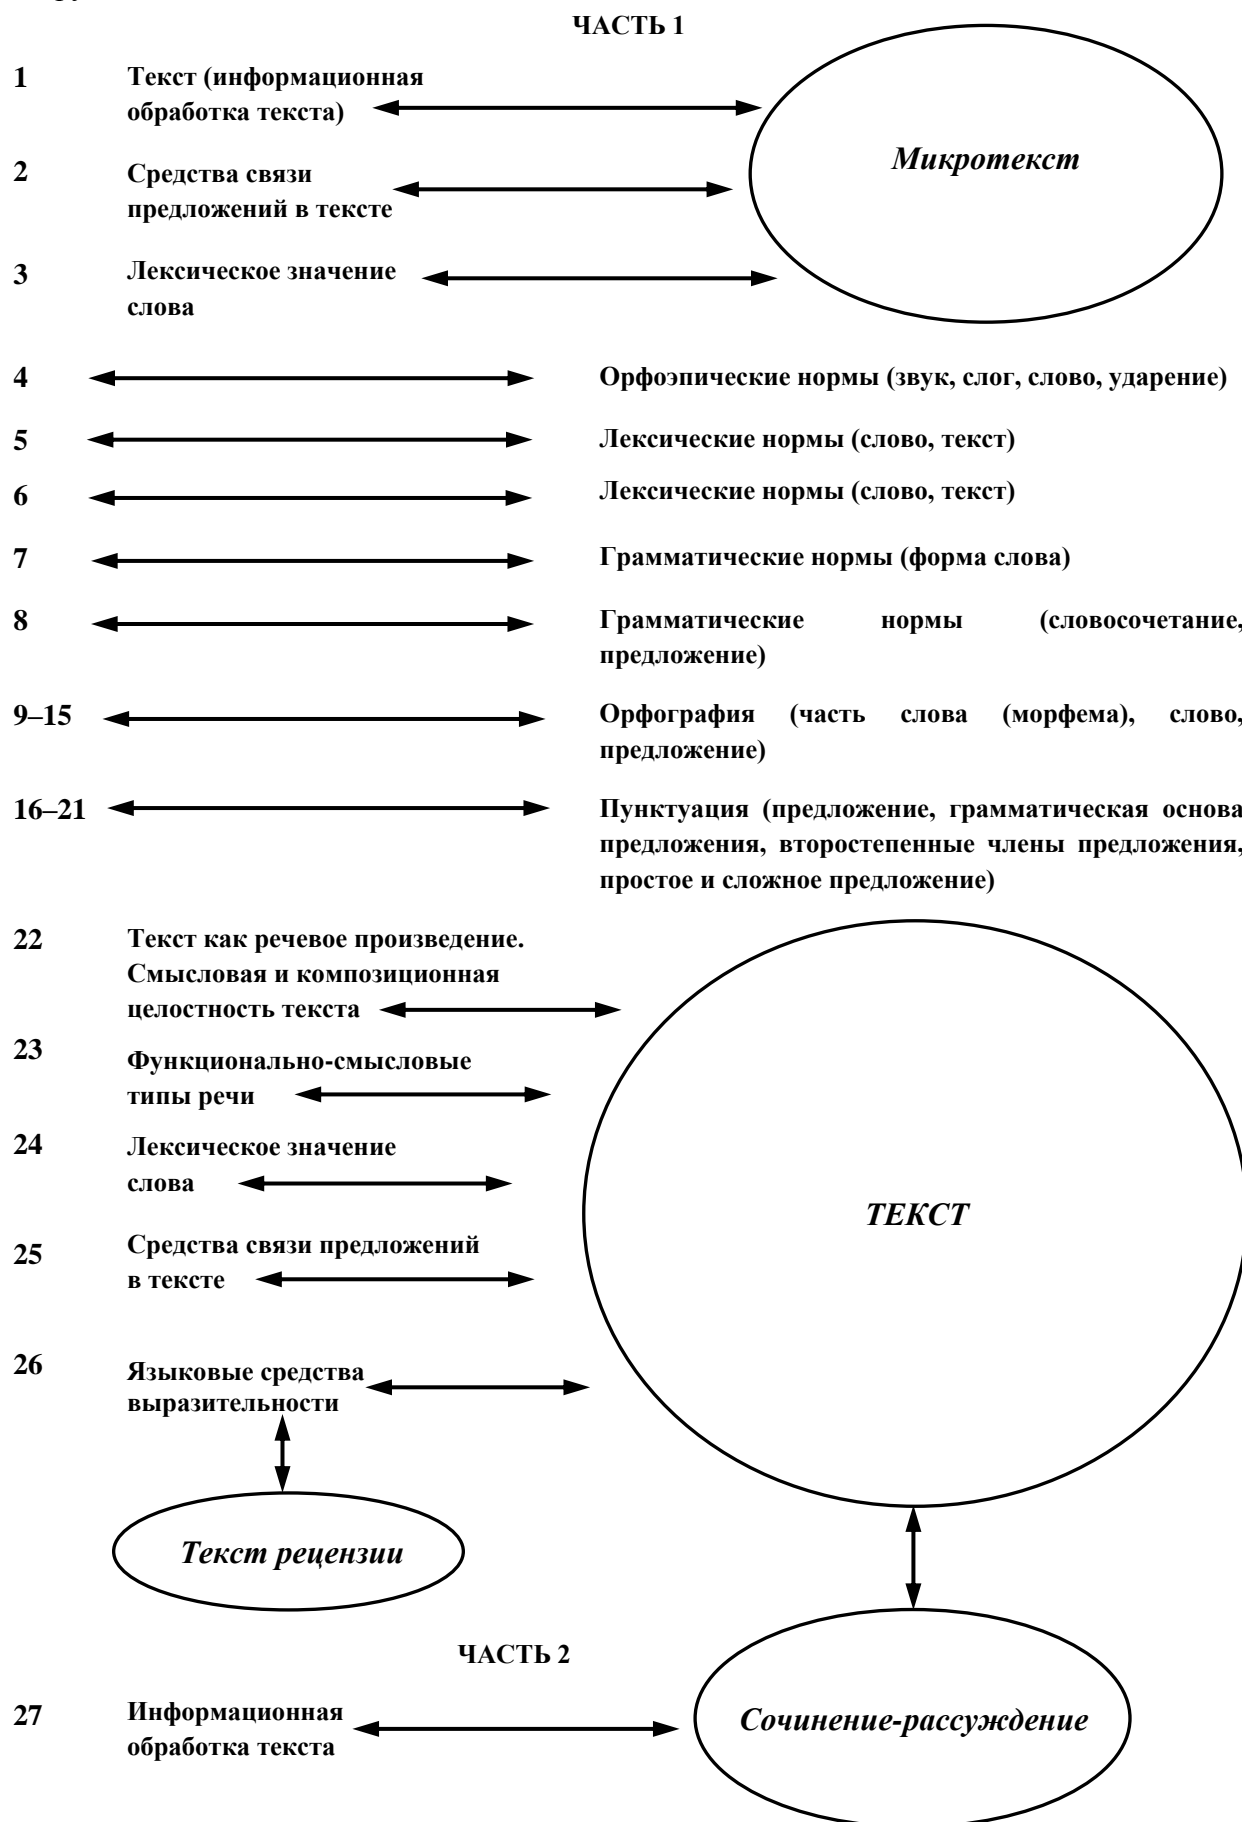 ЧАСТЬ 1
1 Текст (информационная
обработка текста)
Микротекст
2 Средства связи
предложений в тексте
3 Лексическое значение
слова
4 Орфоэпические нормы (звук, слог, слово, ударение)
5 Лексические нормы (слово, текст)
6 Лексические нормы (слово, текст)
7 Грамматические нормы (форма слова)
8 Грамматические нормы (словосочетание,
предложение)
9–15 Орфография (часть слова (морфема), слово,
предложение)
16–21 Пунктуация (предложение, грамматическая основа
предложения, второстепенные члены предложения,
простое и сложное предложение)
22 Текст как речевое произведение.
Смысловая и композиционная
целостность текста
23 Функционально-смысловые
типы речи
24 Лексическое значение
слова
ТЕКСТ
25 Средства связи предложений
в тексте
26 Языковые средства
выразительности
Текст рецензии
ЧАСТЬ 2
27 Информационная
обработка текста
Сочинение-рассуждение